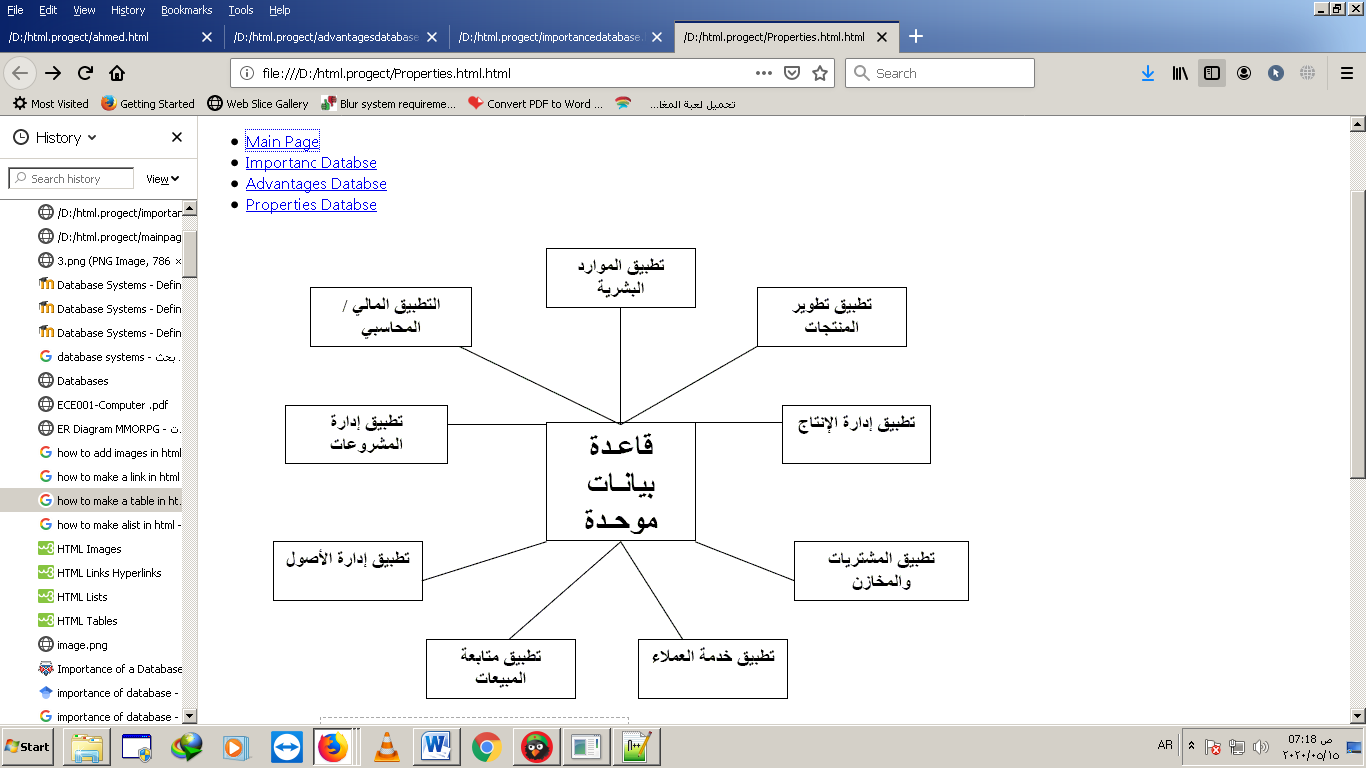 File Edit View History Bookmarks Tools Help
/D:/html.progect/ahmed.html
/D:/html.progect/advantagesdatabase
/D:/html.progect/importancedatabase.
/D:/html.progect/Properties.html.html
file:///D:/html.progect/Properties.html.html
Search
Most Visited
Getting Started
Web Slice Gallery
Blur system requireme...
Convert PDF to Word ...
تحميل لعبة المغا...
History
Search history
View
/D:/html.progect/importan
/D:/html.progect/mainpag
3.png (PNG Image, 786 ×
Database Systems - Defin
Database Systems - Defin
Database Systems - Defin
database systems - بحث
Databases
ECE001-Computer .pdf
ER Diagram MMORPG - ت..
how to add images in html
how to make a link in html
how to make a table in ht...
how to make alist in html -
HTML Images
HTML Links Hyperlinks
HTML Lists
HTML Tables
image.png
Importance of a Database
importance of database -
importance of database -
Main Page
Importanc Databse
Advantages Databse
Properties Databse
تطبيق الموارد
البشرية
التطبيق المالي /
المحاسبي
تطبيق تطوير
المنتجات
تطبيق إدارة
المشروعات
تطبيق إدارة الإنتاج
قاعـدة
بيانـات
موحـدة
تطبيق إدارة الأصول
تطبيق المشتريات
والمخازن
تطبيق متابعة
المبيعات
تطبيق خدمة العملاء
Start
AR
07:18 ص
٢٠٢٠/٠٥/١٥